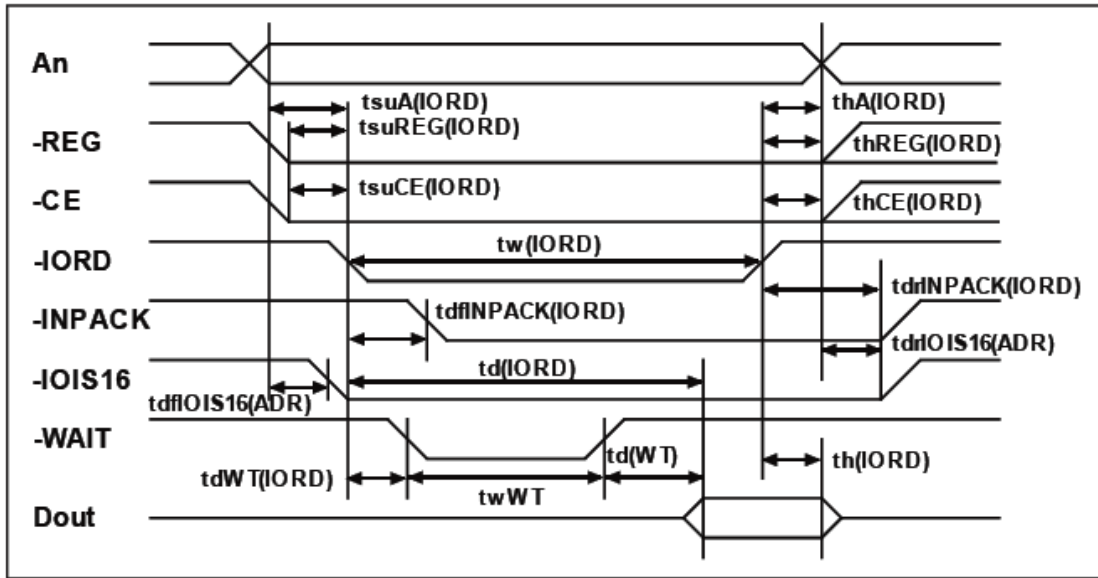 An
tsuA(IORD)
thA(IORD)
tsuREG(IORD)
-REG
thREG(IORD)
tsuCE(IORD)
-CE
thCE(IORD)
tw(IORD)
-IORD
tdrINPACK(IORD)
tdfINPACK(IORD)
-INPACK
tdrIOIS16(ADR)
td(IORD)
-IOIS16
tdfIOIS16(ADR)
-WAIT
td(WT)
th(IORD)
tdWT(IORD)
twWT
Dout